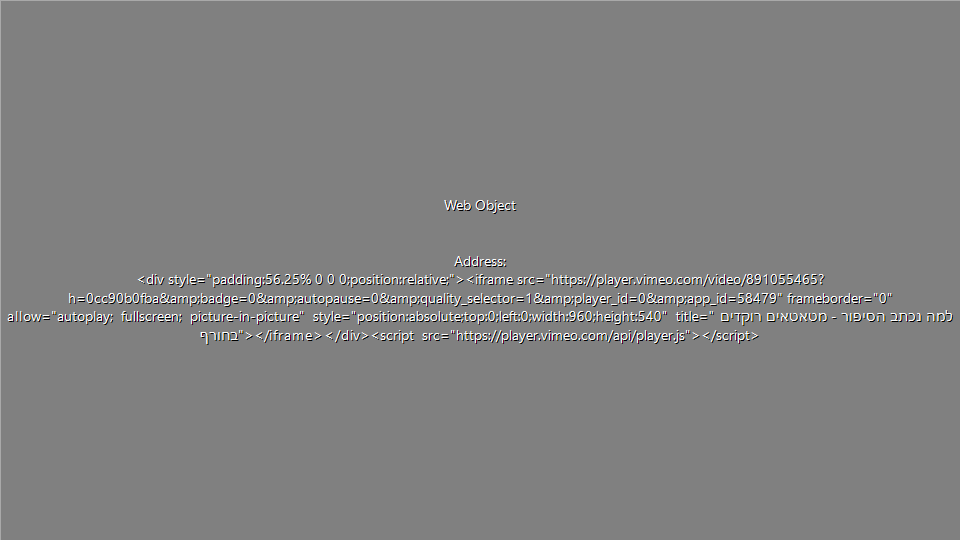 Web Object
Address:
<div style="padding:56.25% 0 0 0;position:relative;"><iframe src="https://player.vimeo.com/video/891055465?
h=0cc90b0fba&amp;badge=0&amp;autopause=0&amp;quality_selector=1&amp;player_id=0&amp;app_id=58479" frameborder="0"
allow="autoplay; fullscreen; picture-in-picture" style="position:absolute;top:0;left:0;width:960;height:540" title=" למה נכתב הסיפור - מטאטאים רוקדים
בחורף"></iframe></div><script src="https://player.vimeo.com/api/player.js"></script>